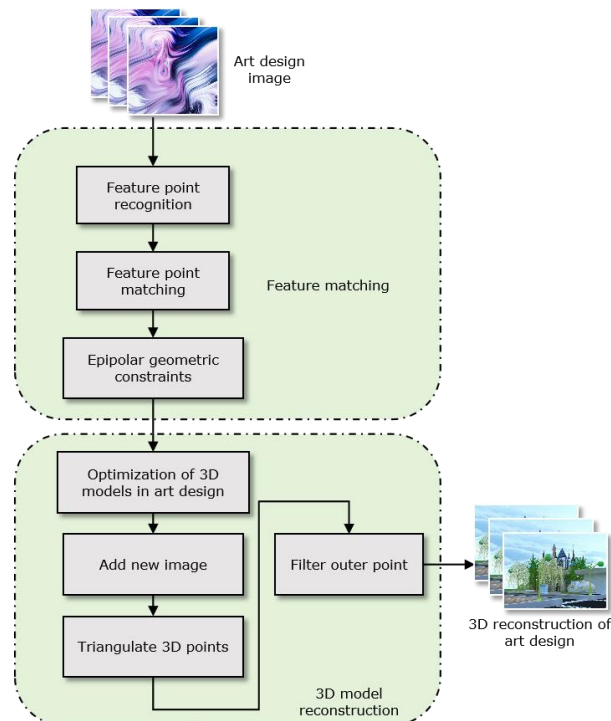 Art design
image
Feature point
recognition
Feature point
matching
Feature matching
Epipolar geometric
constraints
Optimization of 3D
models in art design
Add new image
Filter outer point
Triangulate 3D points
3D reconstruction of
art design
3D model
reconstruction